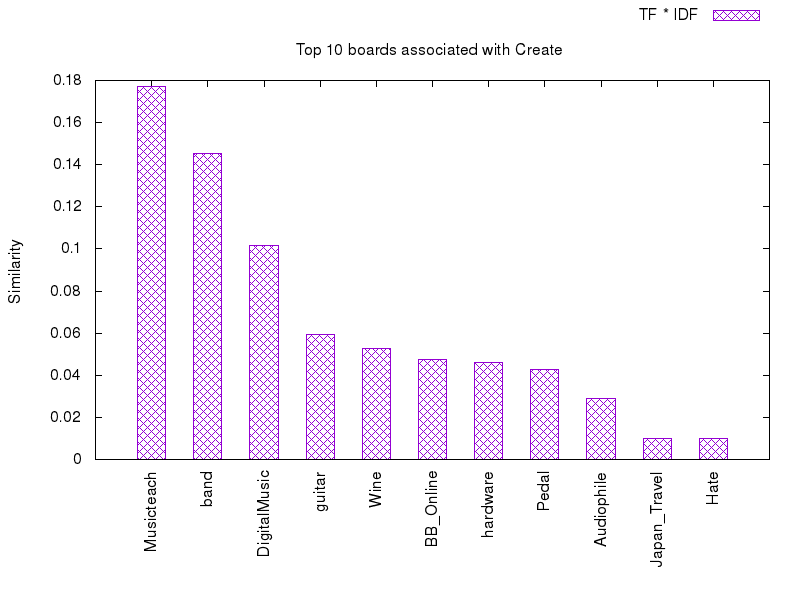 TF * IDF
Top 10 boards associated with Create
Similarity
0.18
0.16
0.14
0.12
0.1
0.08
0.06
0.04
0.02
0
Musicteach
band
DigitalMusic
guitar
Wine
BB_Online
hardware
Pedal
Audiophile
Japan_Travel
Hate